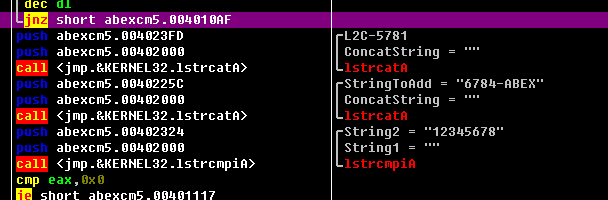 dec dl
jnz short abexcm5.004010AF
push abexcm5.004023FD L2C-5781
push abexcm5.00402000 ConcatString = ""
call <jmp.&KERNEL32.lstrcatA> lstrcatA
push abexcm5.0040225C StringToAdd = "6784-ABEX"
push abexcm5.00402000 ConcatString = ""
call <jmp.&KERNEL32.lstrcatA> lstrcatA
push abexcm5.00402324 String2 = "12345678"
push abexcm5.00402000 String1 = ""
call <jmp.&KERNEL32.lstrcmpiA> lstrcmpiA
cmp eax,0x0
je short abexcm5.00401117